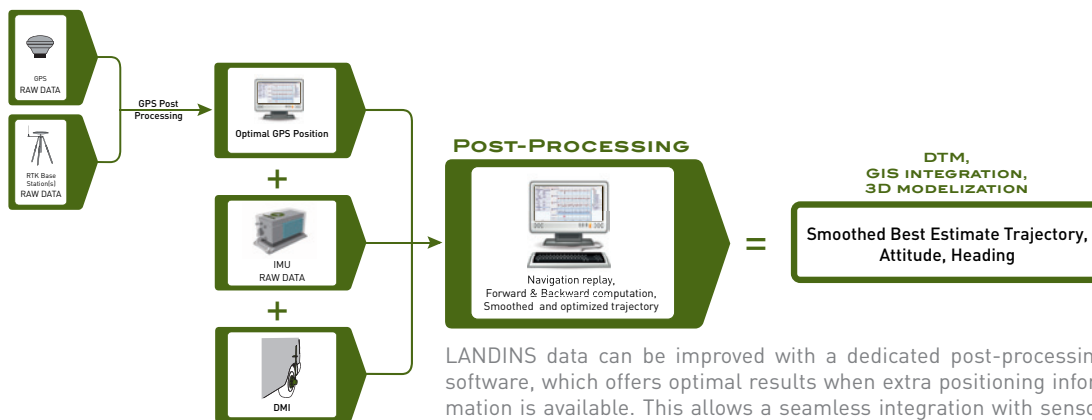 GPS
RAW DATA
RTK Base
Station(s)
RAW DATA
GPS Post
Processing
Optimal GPS Position
+
IMU
RAW DATA
+
DMI
POST-PROCESSING
Navigation replay,
Forward & Backward computation,
Smoothed and optimized trajectory
=
DTM,
GIS INTEGRATION,
3D MODELIZATION
Smoothed Best Estimate Trajectory,
Attitude, Heading
LANDINS data can be improved with a dedicated post-processin
software, which offers optimal results when extra positioning infor
mation is available. This allows a seamless integration with senso